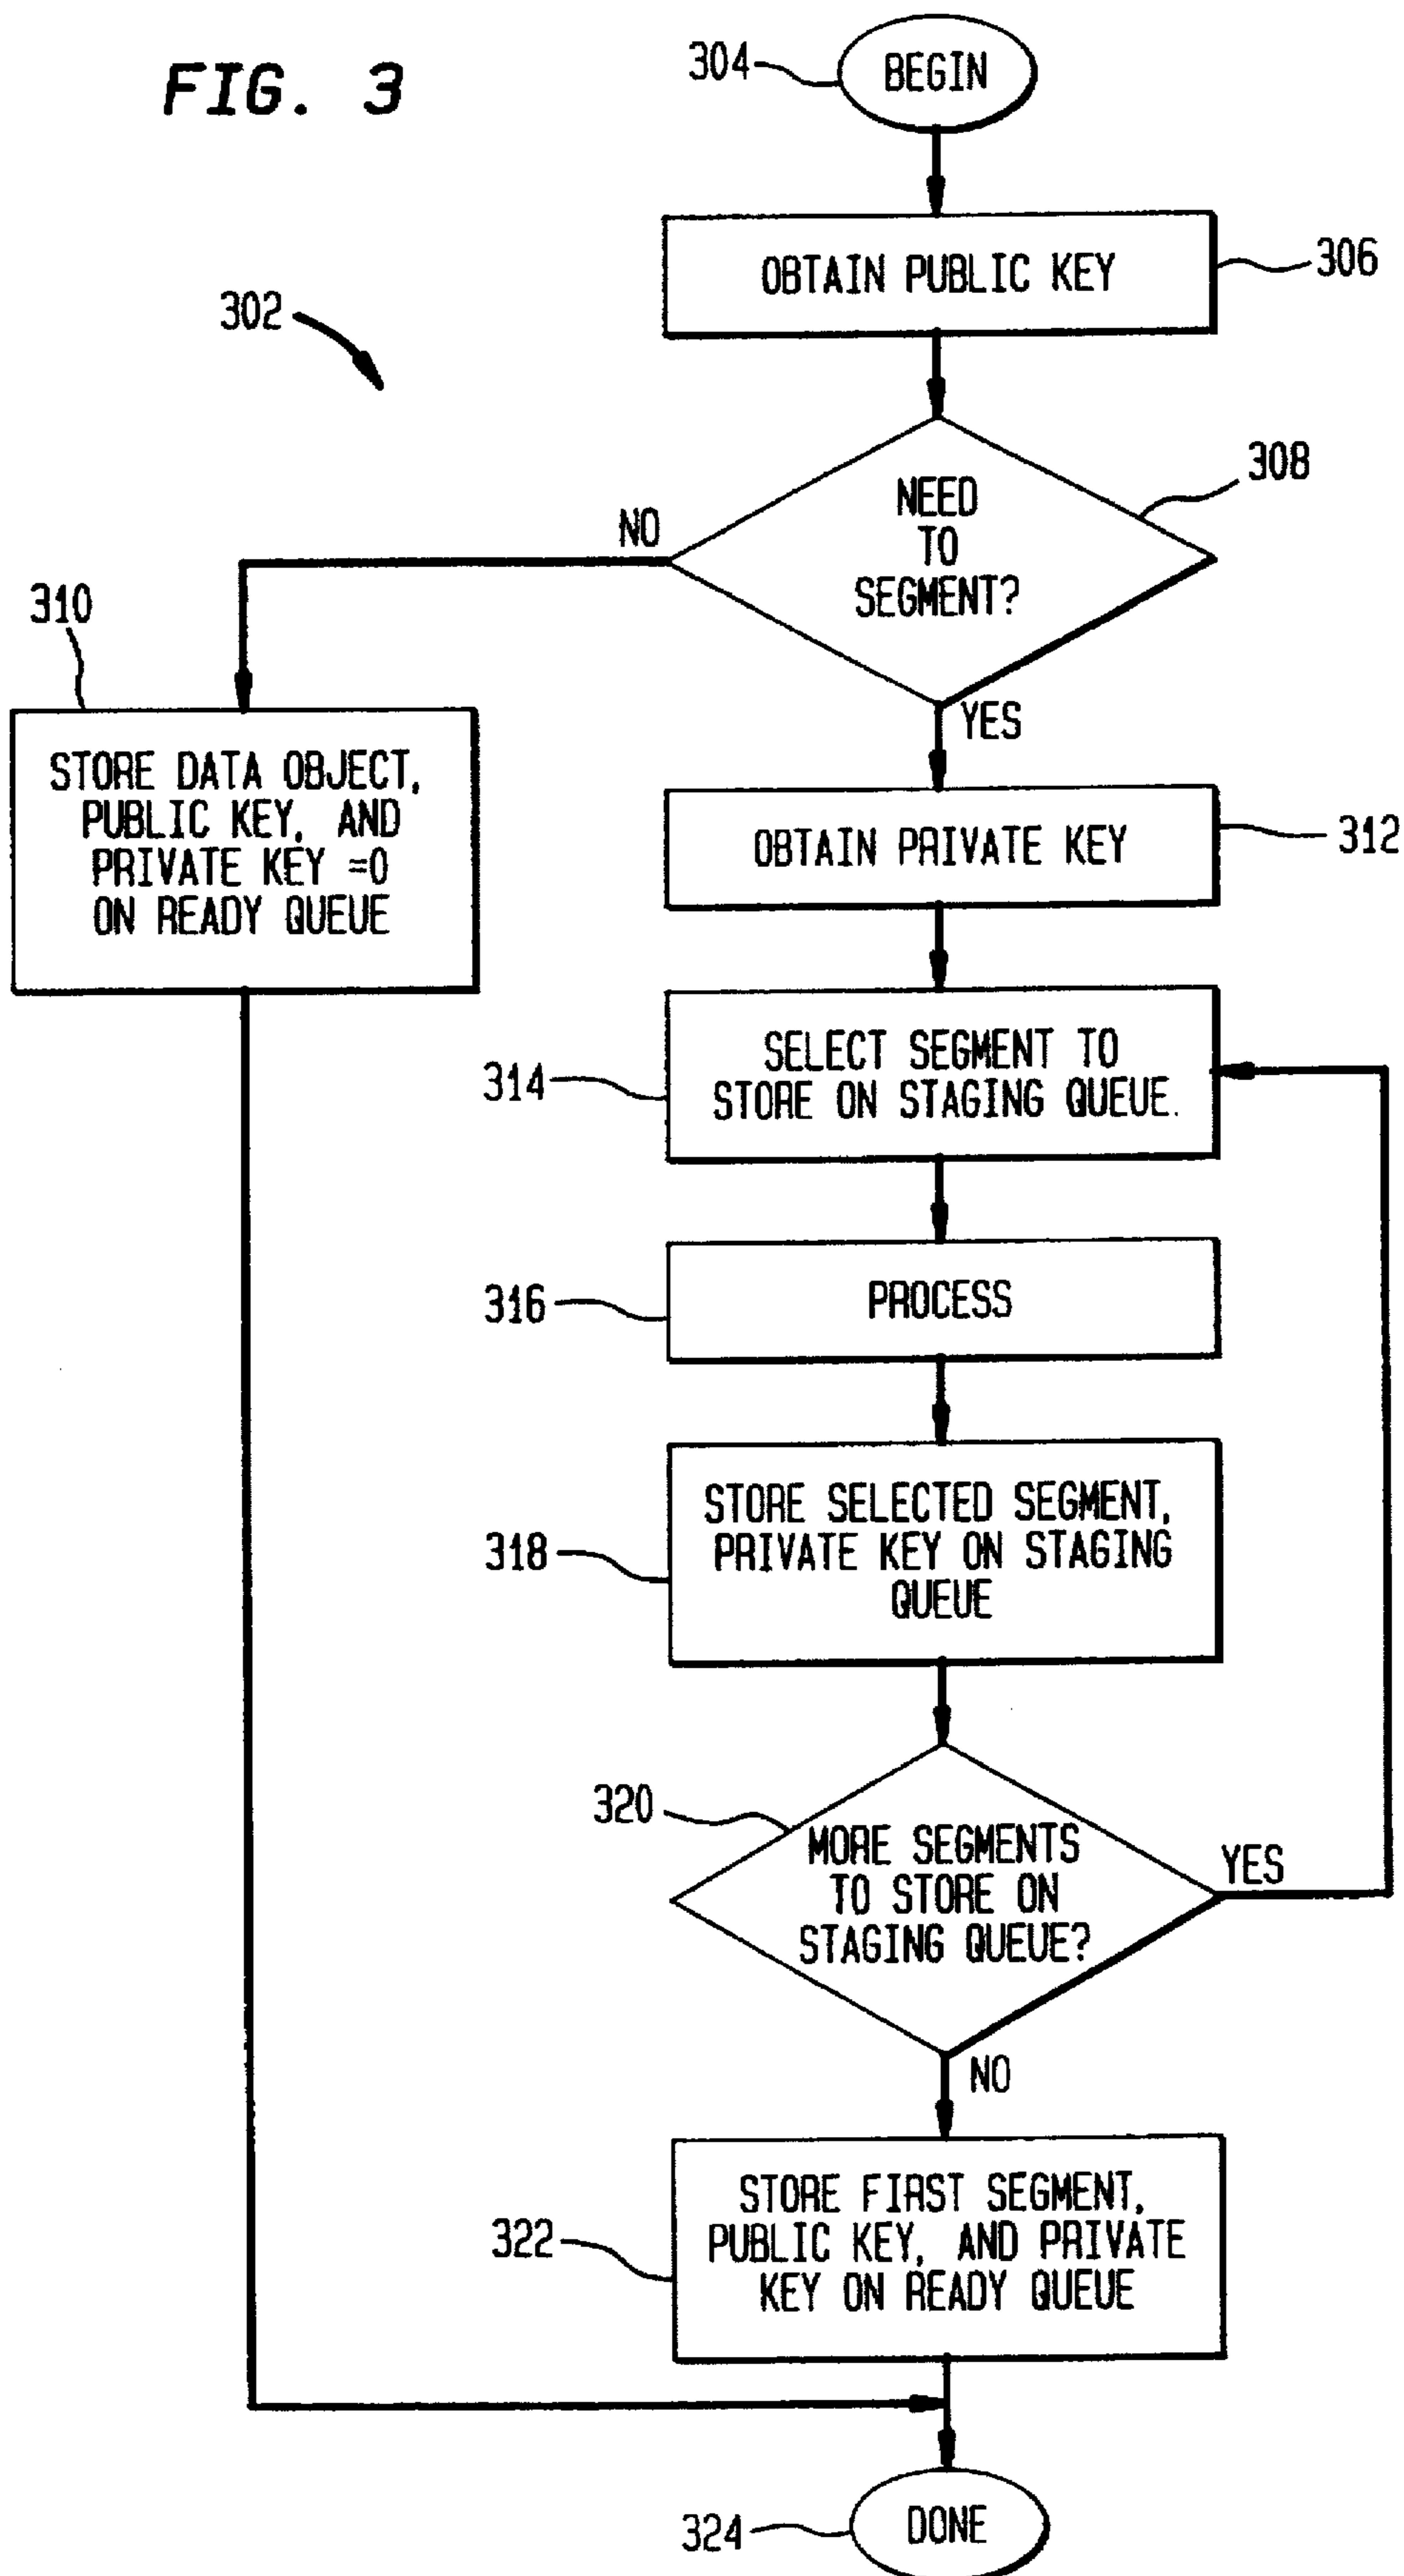 FIG. 3
304
BEGIN
OBTAIN PUBLIC KEY
306
302
308
NEED
TO
SEGMENT?
NO
YES
310
STORE DATA OBJECT,
PUBLIC KEY, AND
PRIVATE KEY =0
ON READY QUEUE
OBTAIN PRIVATE KEY
312
314
SELECT SEGMENT TO
STORE ON STAGING QUEUE.
316
PROCESS
318
STORE SELECTED SEGMENT,
PRIVATE KEY ON STAGING
QUEUE
320
MORE SEGMENTS
TO STORE ON
STAGING QUEUE?
YES
NO
322
STORE FIRST SEGMENT,
PUBLIC KEY, AND PRIVATE
KEY ON READY QUEUE
324
DONE